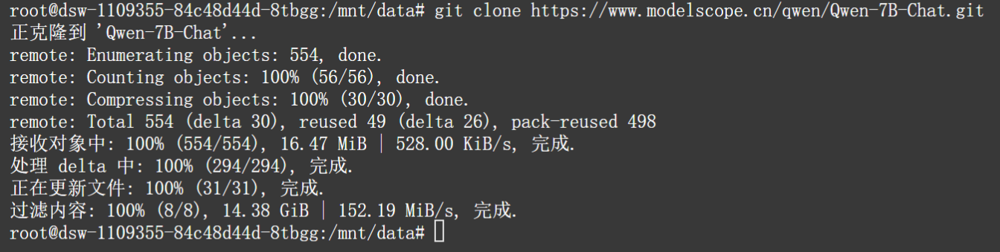 root@dsw-1109355-84c48d44d-8tbgg:/mnt/data# git clone https://www.modelscope.cn/qwen/Qwen-7B-Chat.git
正克隆到 'Qwen-7B-Chat'...
remote: Enumerating objects: 554, done.
remote: Counting objects: 100% (56/56), done.
remote: Compressing objects: 100% (30/30), done.
remote: Total 554 (delta 30), reused 49 (delta 26), pack-reused 498
接收对象中: 100% (554/554), 16.47 MiB | 528.00 KiB/s, 完成.
处理 delta 中: 100% (294/294), 完成.
正在更新文件: 100% (31/31), 完成.
过滤内容: 100% (8/8), 14.38 GiB | 152.19 MiB/s, 完成.
root@dsw-1109355-84c48d44d-8tbgg:/mnt/data#